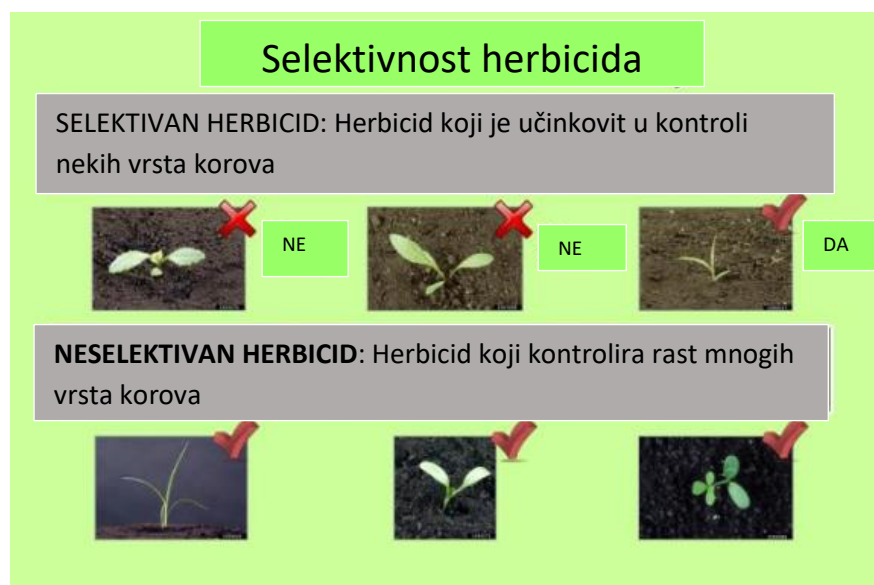 Selektivnost herbicida
SELEKTIVAN HERBICID: Herbicid koji je učinkovit u kontroli
nekih vrsta korova
NE
NE
DA
NESELEKTIVAN HERBICID: Herbicid koji kontrolira rast mnogih
vrsta korova